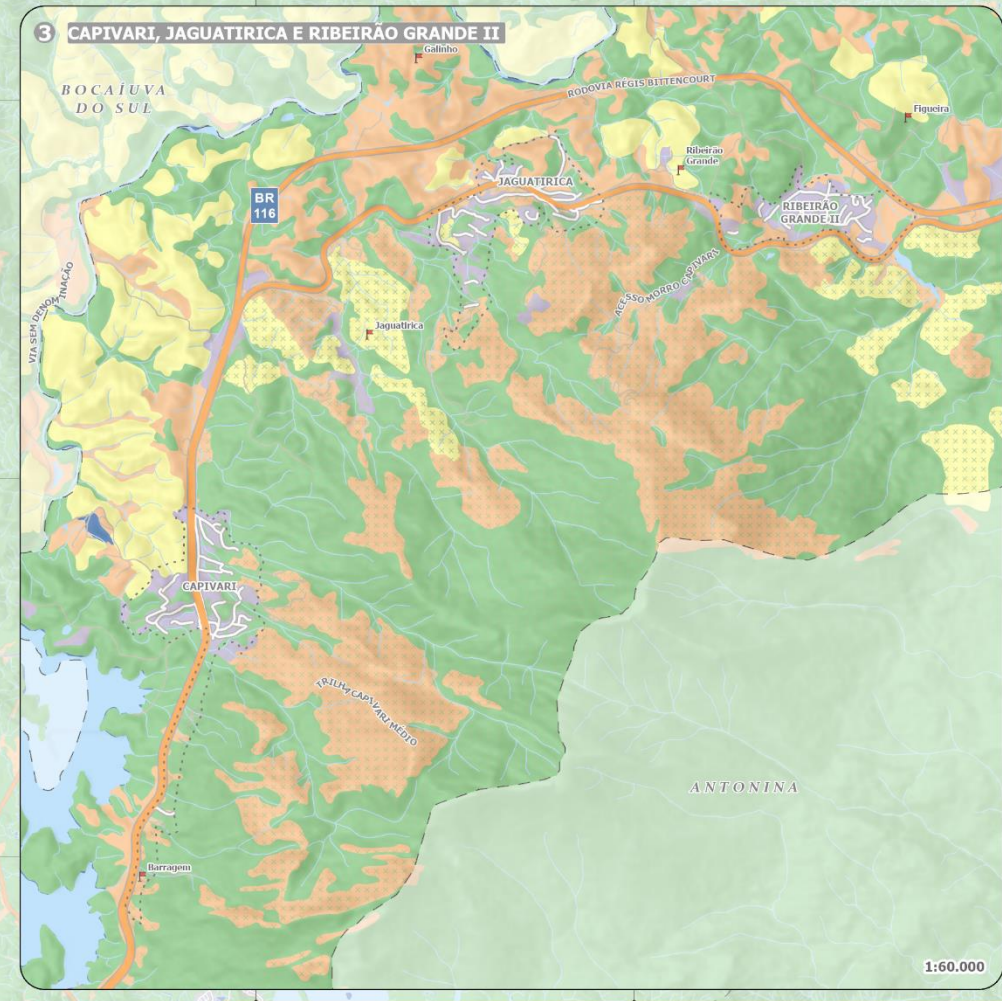 3 CAPIVARI, JAGUATIRICA E RIBEIRÃO GRANDE II
Galinho
BOCAIÚVA
DO SUL
RODOVIA RÉGIS BITTENCOURT
Figueira
Ribeirão
Grande
JAGUATIRICA
BR
116
RIBEIRÃO
GRANDE II
VIA SEM DENOMINAÇÃO
ACESSO MORRO CAPIVARI
Jaguatirica
CAPIVARI
TRILHA CAPIVARI MÉDIO
ANTONINA
Barragem
1:60.000